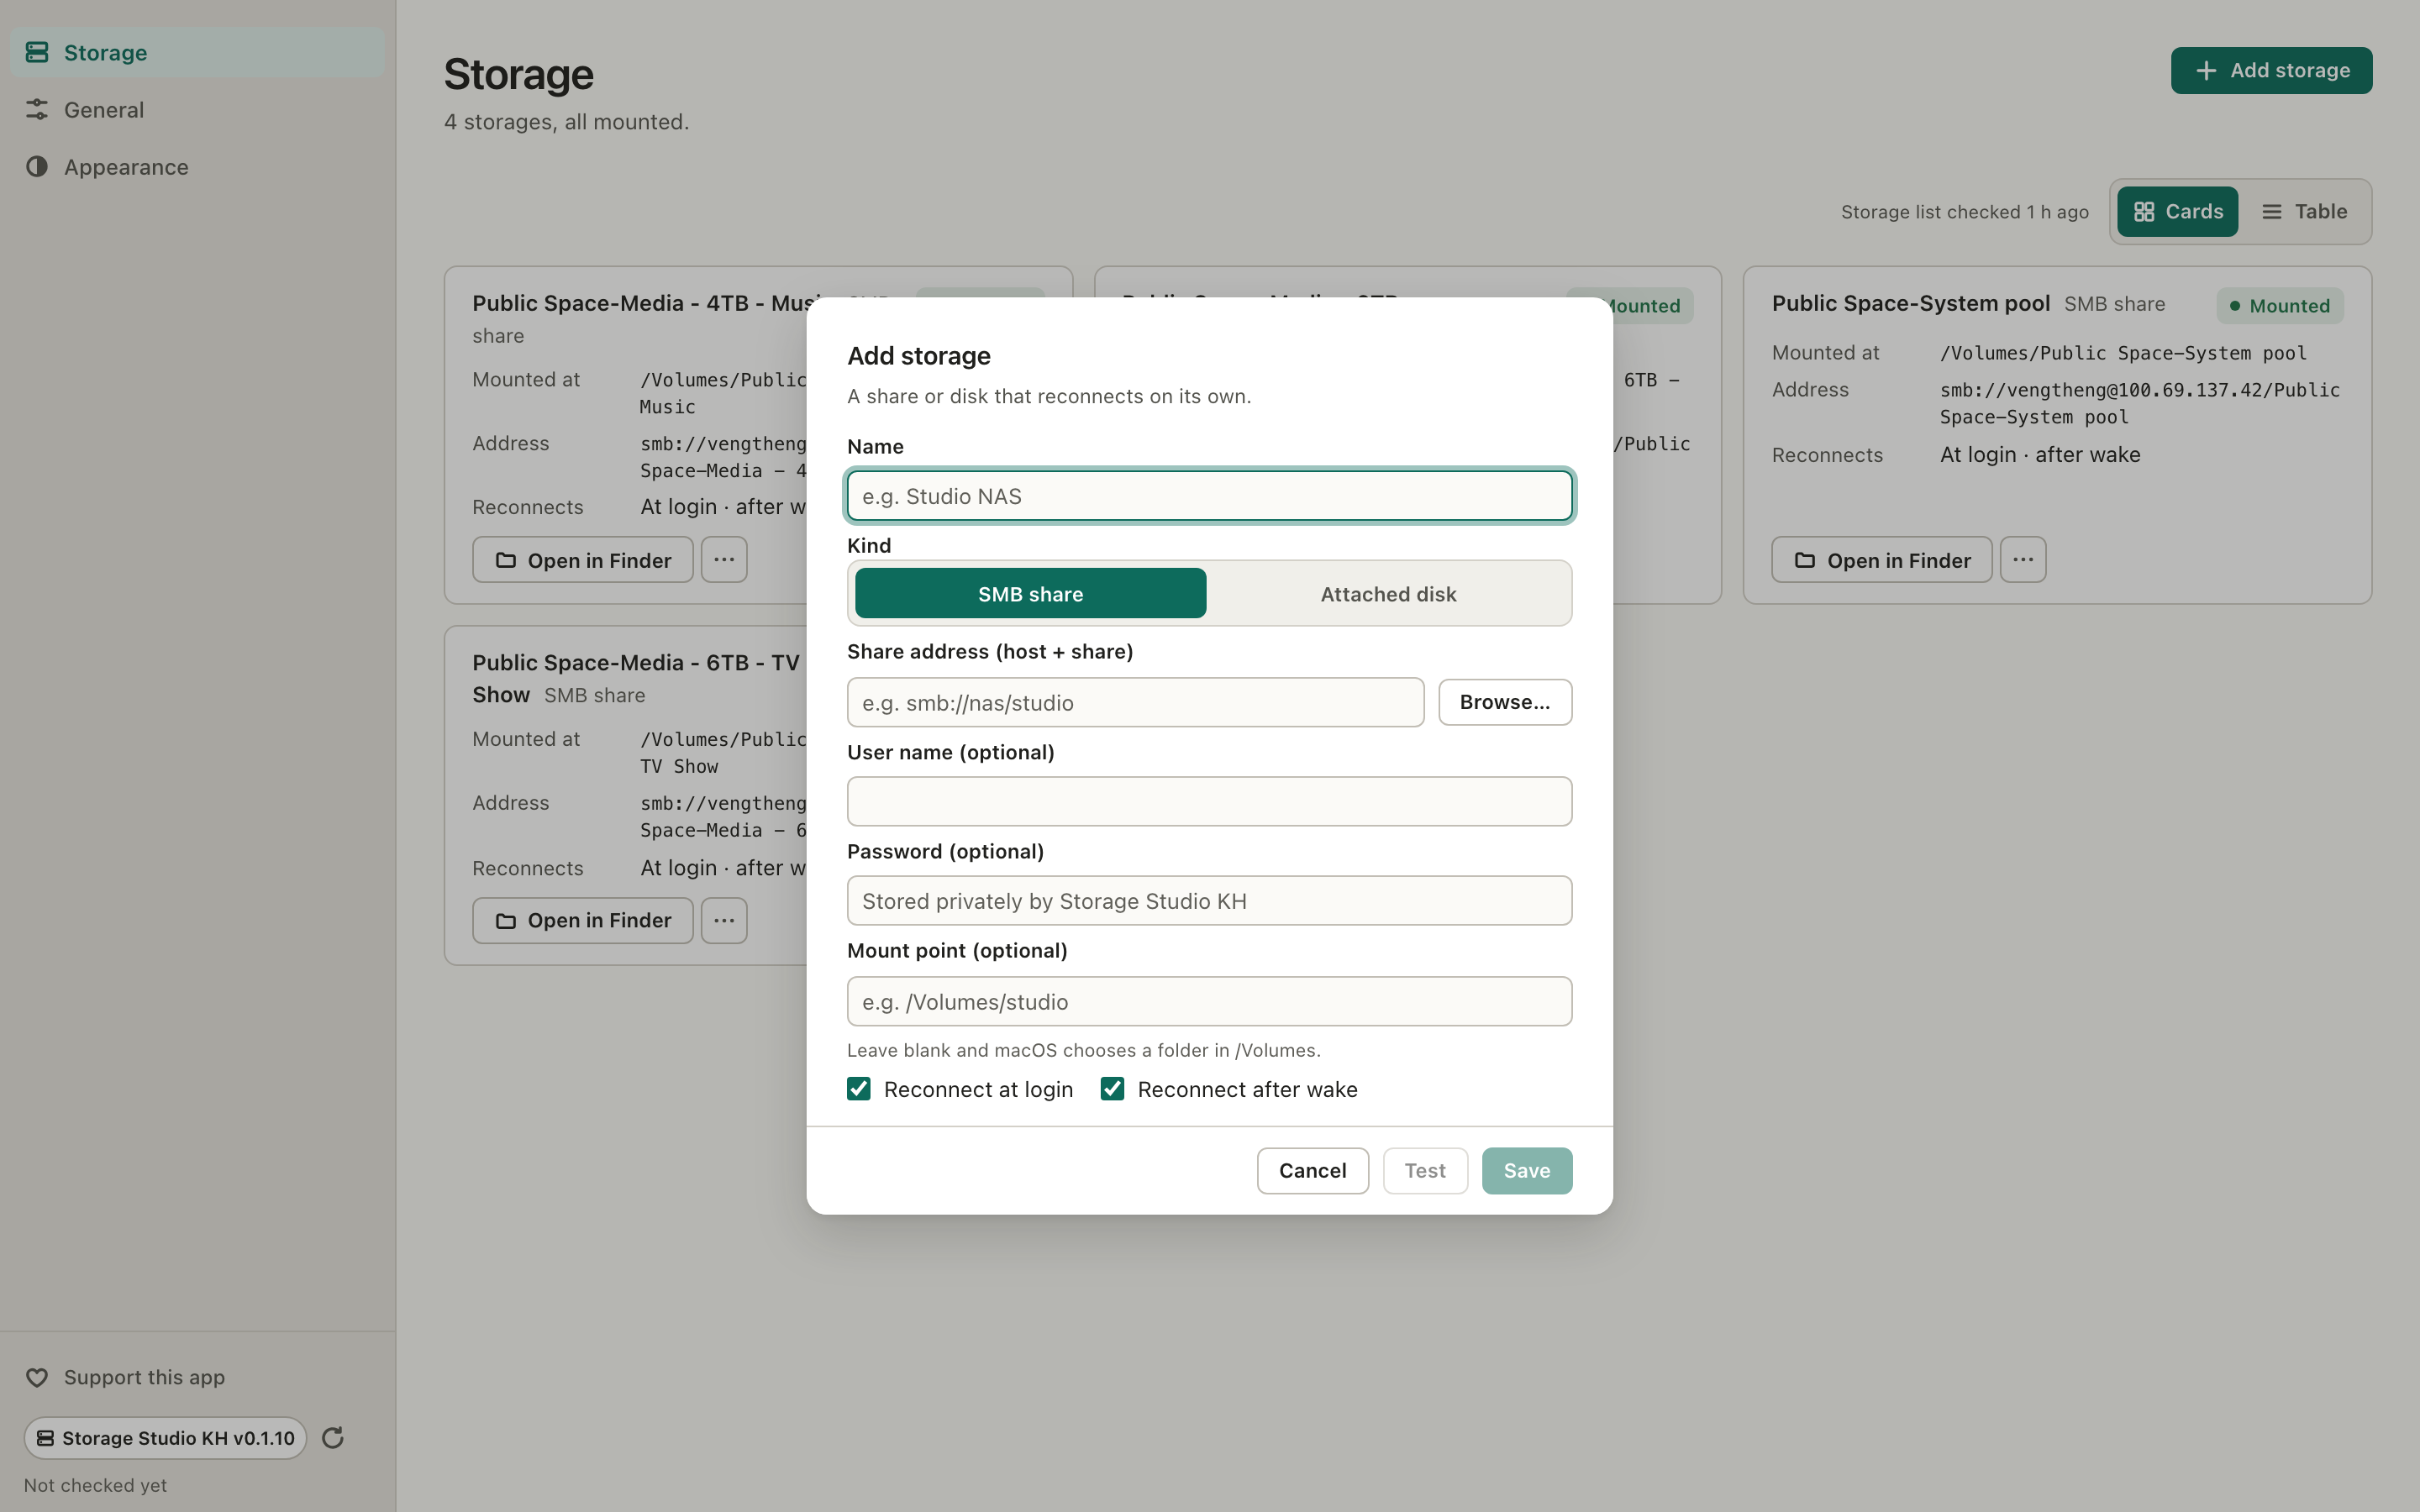 Storage
General
Appearance
Storage
4 storages, all mounted.
Add storage
Storage list checked 1 h ago
Cards
Table
Public Space-Media - 4TB - Musi
share
Mounted at
/Volumes/Public
Music
Address
smb://vengtheng
Space-Media - 4
Reconnects
At login · after w
Open in Finder
Mounted
6TB -
/Public
Public Space-System pool SMB share
Mounted
Mounted at
/Volumes/Public Space-System pool
Address
smb://vengtheng@100.69.137.42/Public
Space-System pool
Reconnects
At login · after wake
Open in Finder
Public Space-Media - 6TB - TV
Show SMB share
Mounted at
/Volumes/Public
TV Show
Address
smb://vengtheng
Space-Media - 6
Reconnects
At login · after w
Open in Finder
Add storage
A share or disk that reconnects on its own.
Name
e.g. Studio NAS
Kind
SMB share
Attached disk
Share address (host + share)
e.g. smb://nas/studio
Browse...
User name (optional)
Password (optional)
Stored privately by Storage Studio KH
Mount point (optional)
e.g. /Volumes/studio
Leave blank and macOS chooses a folder in /Volumes.
Reconnect at login
Reconnect after wake
Cancel
Test
Save
Support this app
Storage Studio KH v0.1.10
Not checked yet